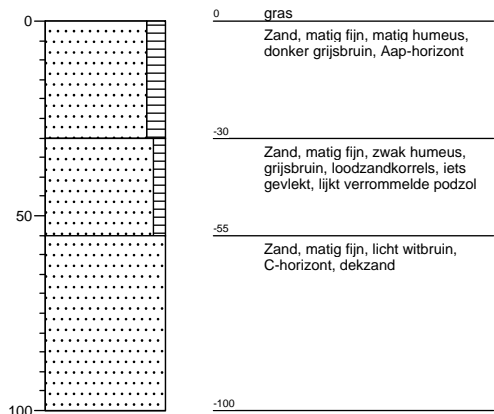 0
0 gras
Zand, matig fijn, matig humeus,
donker grijsbruin, Aap-horizont
-30
Zand, matig fijn, zwak humeus,
grijsbruin, loodzandkorrels, iets
gevlekt, lijkt verrommelde podzol
50
-55
Zand, matig fijn, licht witbruin,
C-horizont, dekzand
100
-100